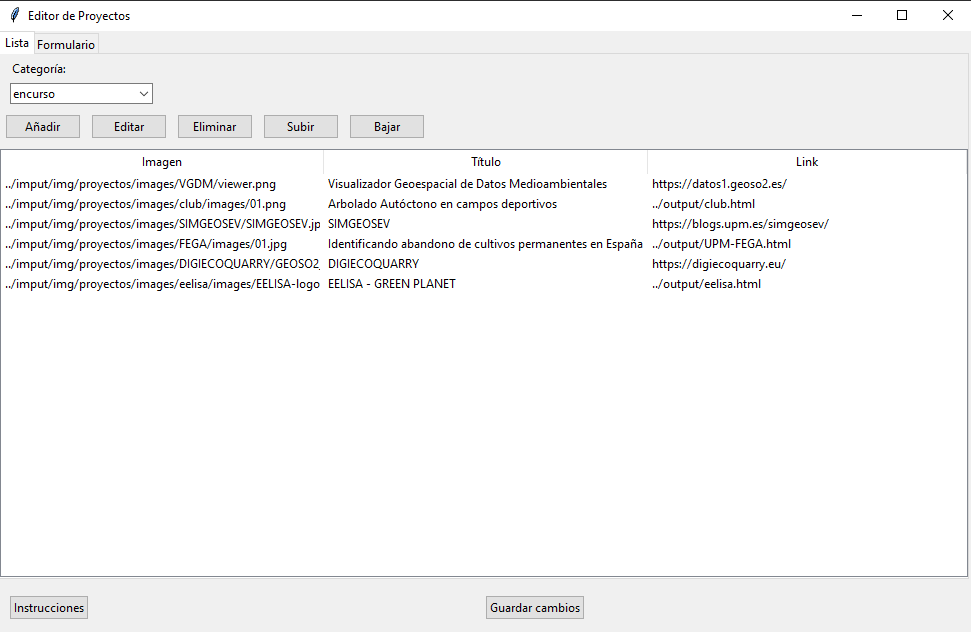 Editor de Proyectos
Lista Formulario
Categoría:
encurso
Añadir Editar Eliminar Subir Bajar
Imagen Título Link
../imput/img/proyectos/images/VGDM/viewer.png Visualizador Geoespacial de Datos Medioambientales https://datos1.geoso2.es/
../imput/img/proyectos/images/club/images/01.png Arbolado Autóctono en campos deportivos ../output/club.html
../imput/img/proyectos/images/SIMGEOSEV/SIMGEOSEV.jp SIMGEOSEV https://blogs.upm.es/simgeosev/
../imput/img/proyectos/images/FEGA/images/01.jpg Identificando abandono de cultivos permanentes en España ../output/UPM-FEGA.html
../imput/img/proyectos/images/DIGIECOQUARRY/GEOSO2_ DIGIECOQUARRY https://digiecoquarry.eu/
../imput/img/proyectos/images/eelisa/images/EELISA-logo EELISA - GREEN PLANET ../output/eelisa.html
Instrucciones Guardar cambios